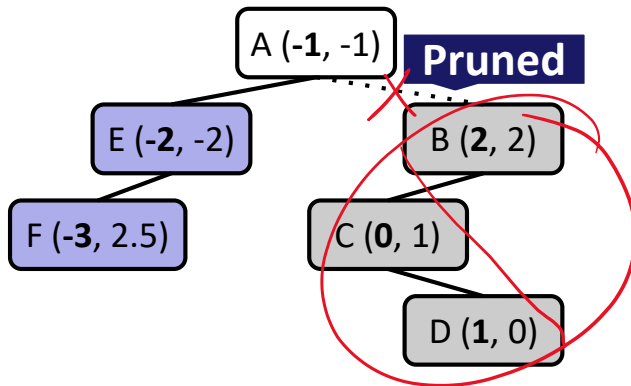 A (-1, -1)
Pruned
E (-2, -2)
B (2, 2)
F (-3, 2.5)
C (0, 1)
D (1, 0)